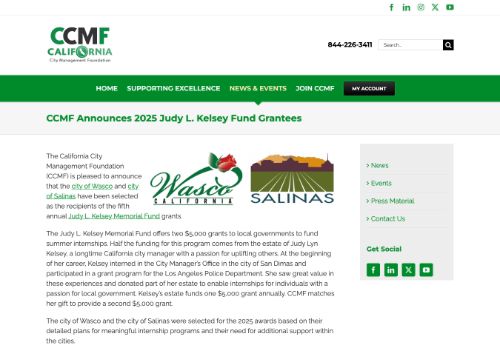 CCMF
CALIFORNIA
City Management Foundation
844-226-3411
Search...
HOME
SUPPORTING EXCELLENCE
NEWS & EVENTS
JOIN CCMF
MY ACCOUNT
CCMF Announces 2025 Judy L. Kelsey Fund Grantees
The California City
Management Foundation
(CCMF) is pleased to announce
that the city of Wasco and city
of Salinas have been selected
as the recipients of the fifth
annual Judy L. Kelsey Memorial Fund grants.
Wasco
CALIFORNIA
SALINAS
The Judy L. Kelsey Memorial Fund offers two $5,000 grants to local governments to fund
summer internships. Half the funding for this program comes from the estate of Judy Lyn
Kelsey, a longtime California city manager with a passion for uplifting others. At the beginning
of her career, Kelsey interned in the City Manager's Office in the city of San Dimas and
participated in a grant program for the Los Angeles Police Department. She saw great value in
these experiences and donated part of her estate to enable internships for individuals with a
passion for local government. Kelsey's estate funds one $5,000 grant annually. CCMF matches
her gift to provide a second $5,000 grant.
The city of Wasco and the city of Salinas were selected for the 2025 awards based on their
detailed plans for meaningful internship programs and their need for additional support within
the cities.
> News
> Events
> Press Material
> Contact Us
Get Social